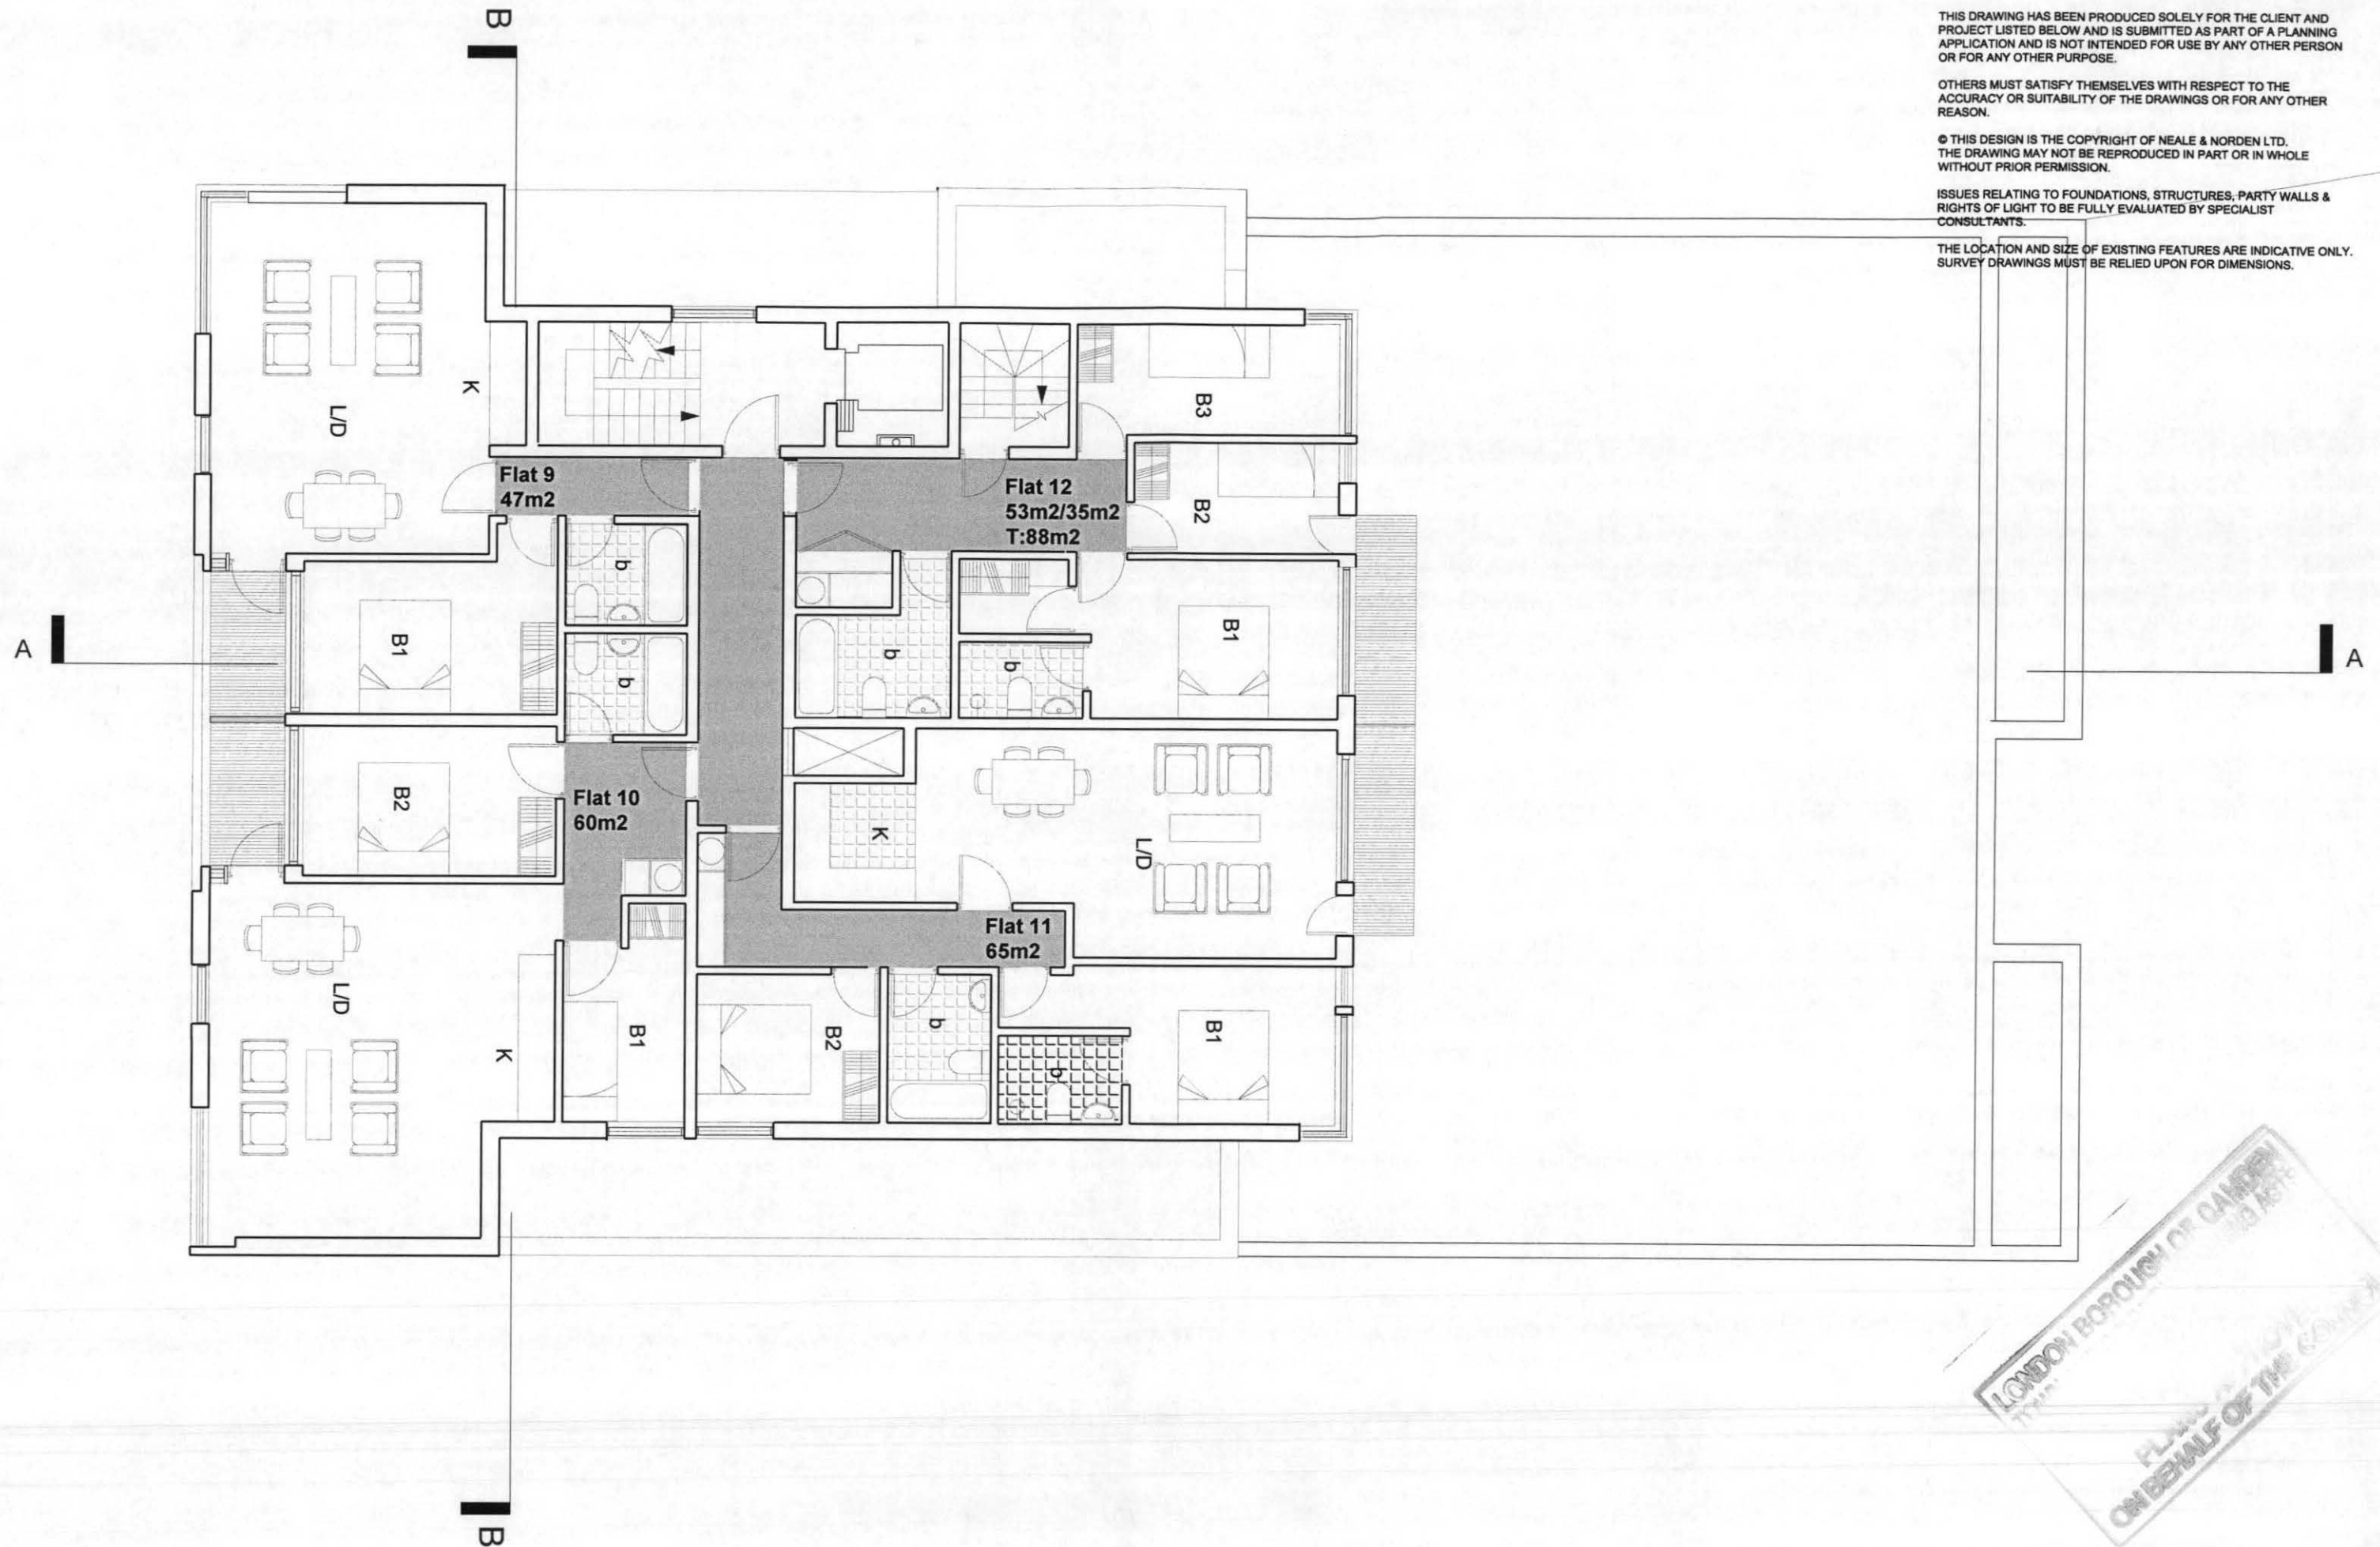 THIS DRAWING HAS BEEN PRODUCED SOLELY FOR THE CLIENT AND
PROJECT LISTED BELOW AND IS SUBMITTED AS PART OF A PLANNING
APPLICATION AND IS NOT INTENDED FOR USE BY ANY OTHER PERSON
OR FOR ANY OTHER PURPOSE.
OTHERS MUST SATISFY THEMSELVES WITH RESPECT TO THE
ACCURACY OR SUITABILITY OF THE DRAWINGS OR FOR ANY OTHER
REASON.
© THIS DESIGN IS THE COPYRIGHT OF NEALE & NORDEN LTD.
THE DRAWING MAY NOT BE REPRODUCED IN PART OR IN WHOLE
WITHOUT PRIOR PERMISSION.
ISSUES RELATING TO FOUNDATIONS, STRUCTURES, PARTY WALLS &
RIGHTS OF LIGHT TO BE FULLY EVALUATED BY SPECIALIST
CONSULTANTS.
THE LOCATION AND SIZE OF EXISTING FEATURES ARE INDICATIVE ONLY.
SURVEY DRAWINGS MUST BE RELIED UPON FOR DIMENSIONS.
B
K
L/D
B3
Flat 9
47m2
Flat 12
53m2/35m2
T:88m2
B2
b
B1
b
b
b
B1
A
A
B2
Flat 10
60m2
K
L/D
Flat 11
65m2
L/D
K
B1
B2
b
b
B1
B
LONDON BOROUGH OF CAMDEN
ON BEHALF OF THE COUNCIL